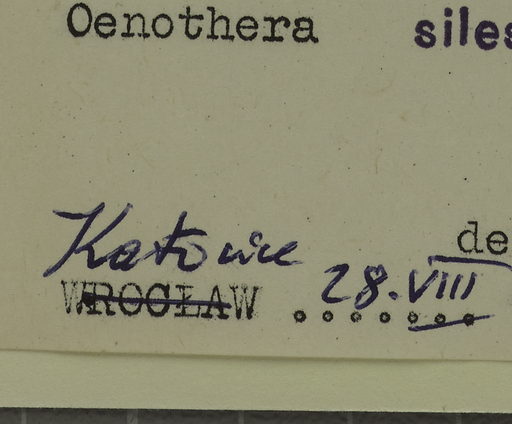 Oenothera siles
Katowice de
WROCŁAW 28.VIII